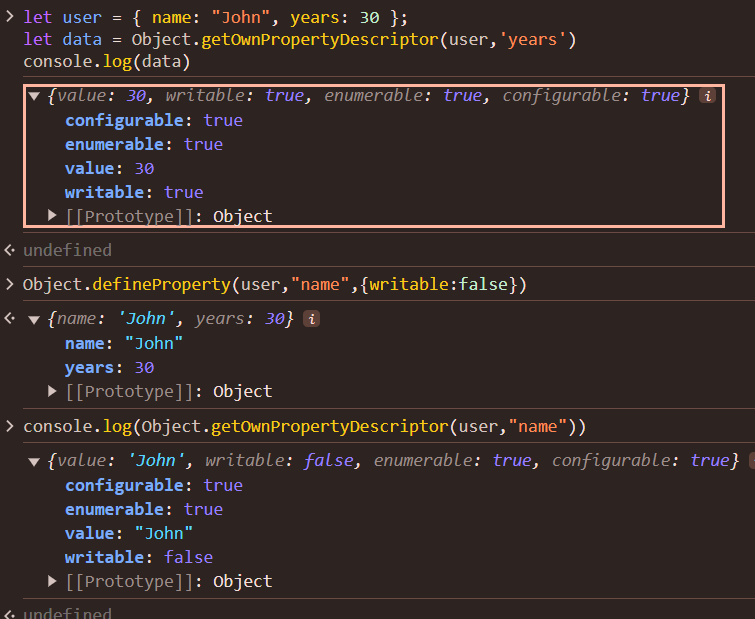 > let user = { name: "John", years: 30 };
let data = Object.getOwnPropertyDescriptor(user,'years')
console.log(data)
▼ {value: 30, writable: true, enumerable: true, configurable: true} i
configurable: true
enumerable: true
value: 30
writable: true
▶ [[Prototype]]: Object
undefined
> Object.defineProperty(user,"name",{writable:false})
▼ {name: 'John', years: 30} i
name: "John"
years: 30
▶ [[Prototype]]: Object
> console.log(Object.getOwnPropertyDescriptor(user,"name"))
▼ {value: 'John', writable: false, enumerable: true, configurable: true}
configurable: true
enumerable: true
value: "John"
writable: false
▶ [[Prototype]]: Object
undefined